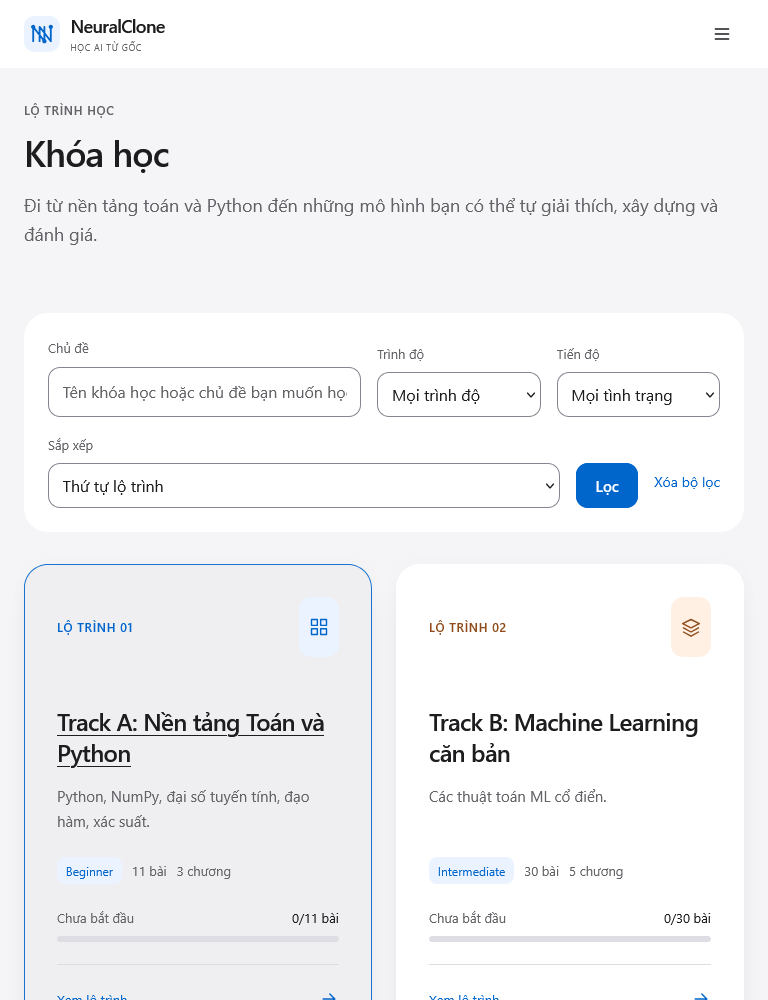 NeuralClone
HỌC AI TỪ GỐC
LỘ TRÌNH HỌC
Khóa học
Đi từ nền tảng toán và Python đến những mô hình bạn có thể tự giải thích, xây dựng và
đánh giá.
Chủ đề
Trình độ
Tiến độ
Tên khóa học hoặc chủ đề bạn muốn họ
Mọi trình độ
Mọi tình trạng
Sắp xếp
Thứ tự lộ trình
Lọc
Xóa bộ lọc
LỘ TRÌNH 01
Track A: Nền tảng Toán và
Python
Python, NumPy, đại số tuyến tính, đạo
hàm, xác suất.
Beginner 11 bài 3 chương
Chưa bắt đầu 0/11 bài
Xem lộ trình
LỘ TRÌNH 02
Track B: Machine Learning
căn bản
Các thuật toán ML cổ điển.
Intermediate 30 bài 5 chương
Chưa bắt đầu 0/30 bài
Xem lộ trình